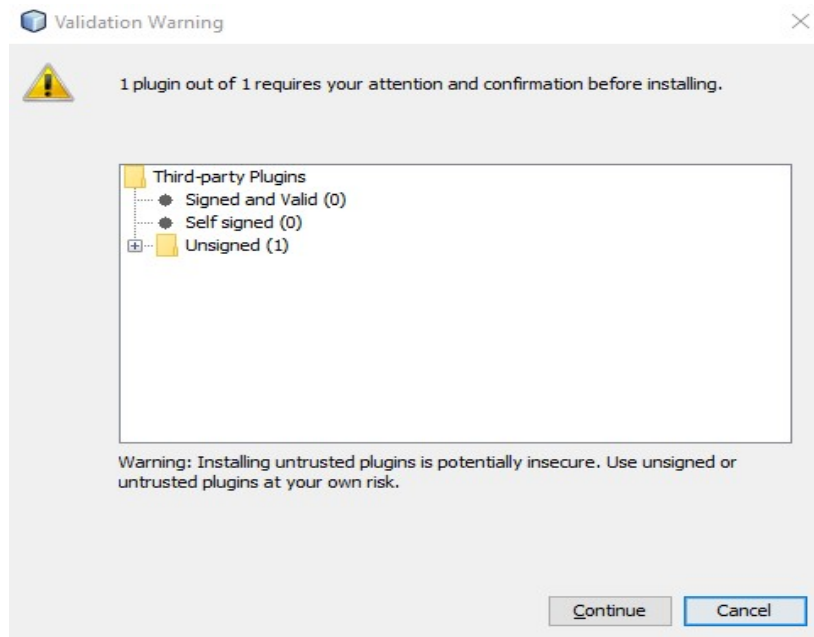 Validation Warning
1 plugin out of 1 requires your attention and confirmation before installing.
Third-party Plugins
Signed and Valid (0)
Self signed (0)
Unsigned (1)
Warning: Installing untrusted plugins is potentially insecure. Use unsigned or
untrusted plugins at your own risk.
Continue Cancel